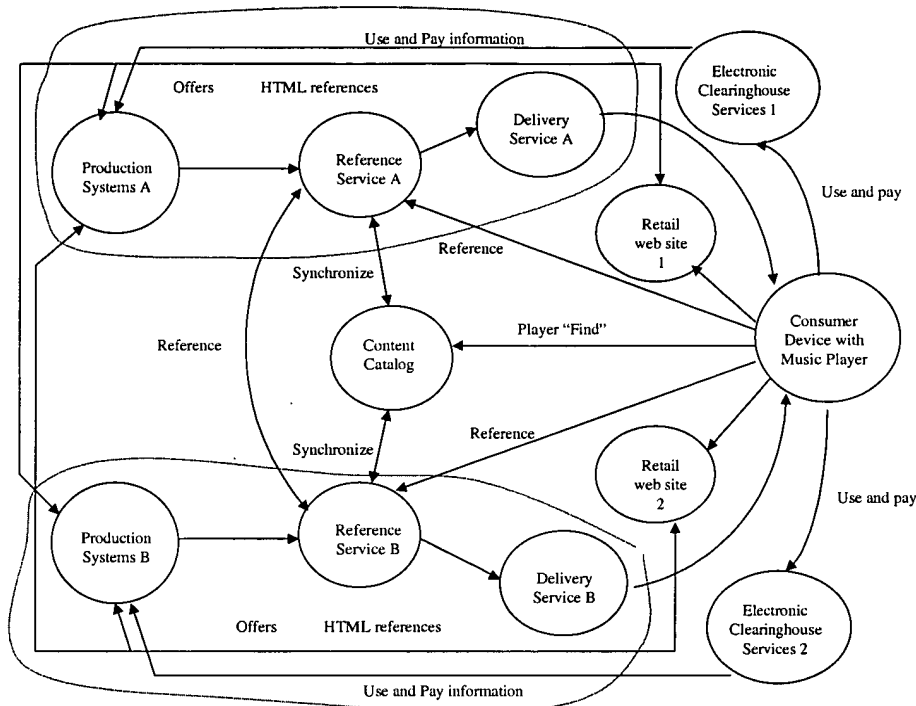 Use and Pay information
Electronic
Clearinghouse
Services 1
Offers
HTML references
Delivery
Service A
Production
Systems A
Reference
Service A
Use and pay
Retail
web site
1
Reference
Synchronize
Consumer
Device with
Music Player
Player “Find”
Reference
Content
Catalog
Reference
Synchronize
Retail
web site
2
Use and pay
Production
Systems B
Reference
Service B
Delivery
Service B
Electronic
Clearinghouse
Services 2
Offers
HTML references
Use and Pay information